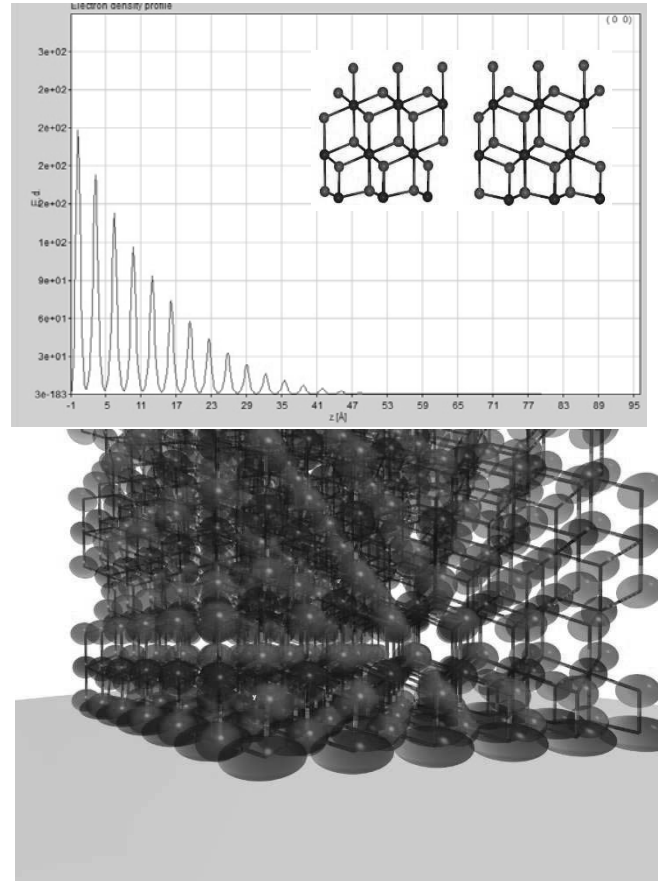 Electron density profile
(0 0)
3e+02
2e+02
2e+02
2e+02
2e+02
1e+02
9e+01
6e+01
3e+01
3e-183
-1 5 11 17 23 29 35 41 47 53 59 65 71 77 83 89 95
z [Å]